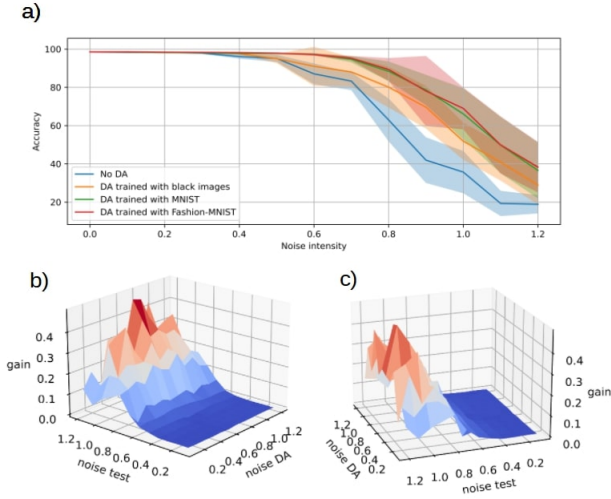 a)
100
80
60
40
20
Accuracy
No DA
DA trained with black images
DA trained with MNIST
DA trained with Fashion-MNIST
0.0 0.2 0.4 0.6 0.8 1.0 1.2
Noise intensity
b)
gain
0.4
0.3
0.2
0.1
0.0
1.2 1.0 0.8 0.6 0.4 0.2
noise test
0.2 0.4 0.6 0.8 1.0 1.2
noise DA
c)
0.4
0.3
0.2
0.1
0.0
gain
1.2 1.0 0.8 0.6 0.4 0.2
noise DA
1.2 1.0 0.8 0.6 0.4 0.2
noise test